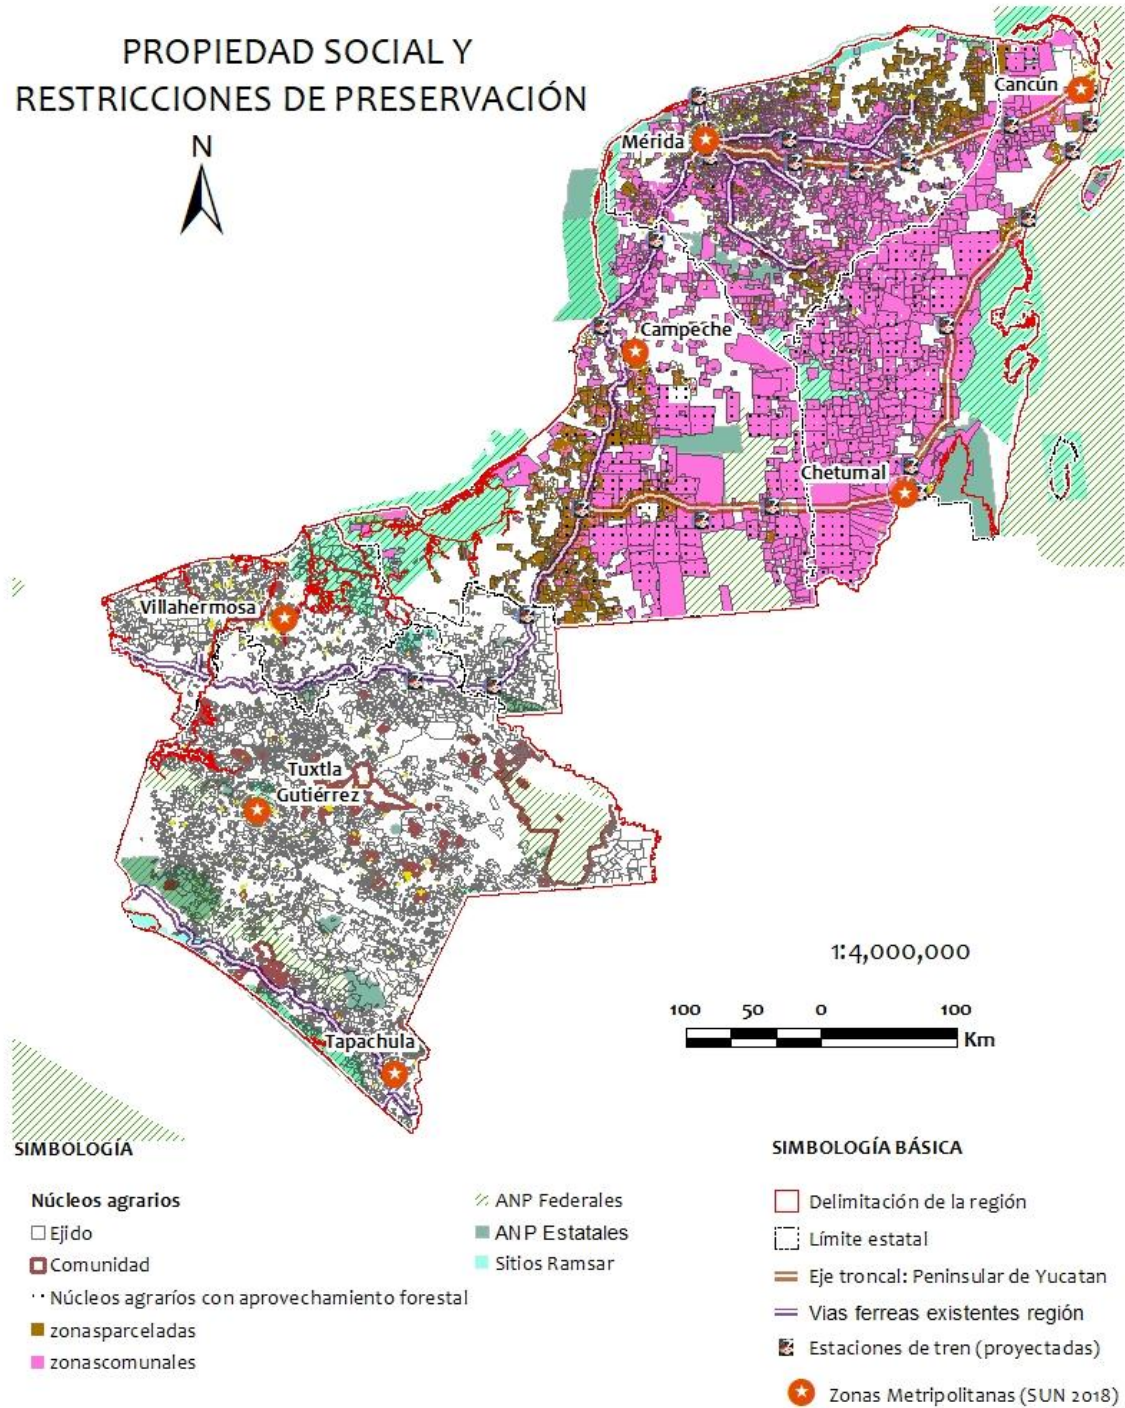 PROPIEDAD SOCIAL Y
RESTRICCIONES DE PRESERVACIÓN
N
Cancún
Mérida
Campeche
Chetumal
Villahermosa
Tuxtla
Gutiérrez
Tapachula
1:4,000,000
100 50 0 100
Km
SIMBOLOGÍA
Núcleos agrarios
Ejido
Comunidad
Núcleos agraríos con aprovechamiento forestal
zonasparceladas
zonascomunales
ANP Federales
ANP Estatales
Sitios Ramsar
SIMBOLOGÍA BÁSICA
Delimitación de la región
Límite estatal
Eje troncal: Peninsular de Yucatan
Vias ferreas existentes región
Estaciones de tren (proyectadas)
Zonas Metripolitanas (SUN 2018)